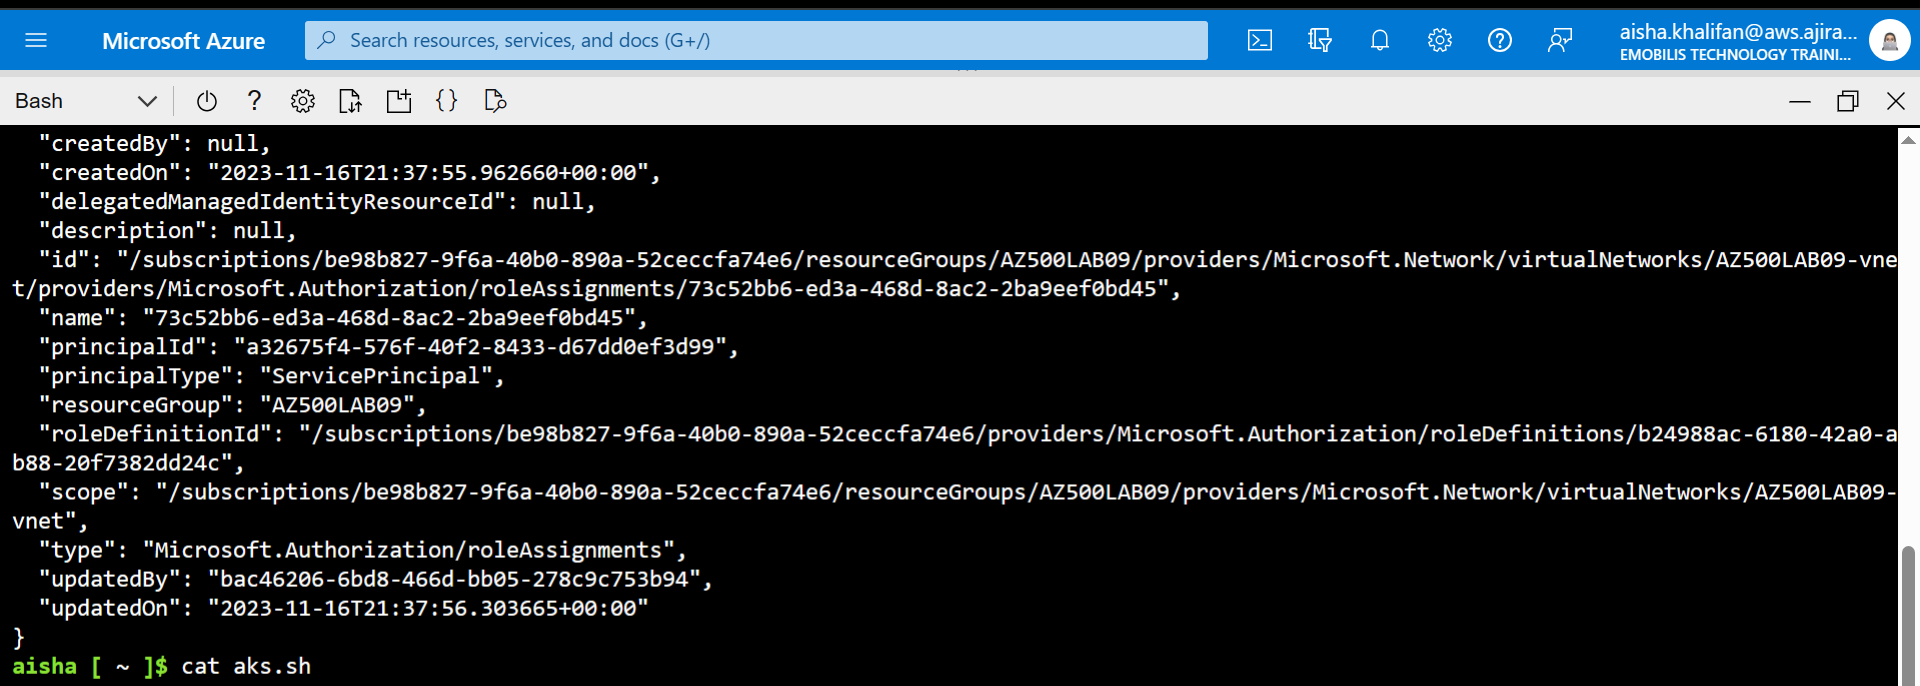 Microsoft Azure
Search resources, services, and docs (G+/)
aisha.khalifan@aws.ajira...
EMOBILIS TECHNOLOGY TRAINI...
Bash
"createdBy": null,
"createdOn": "2023-11-16T21:37:55.962660+00:00",
"delegatedManagedIdentityResourceId": null,
"description": null,
"id": "/subscriptions/be98b827-9f6a-40b0-890a-52ceccfa74e6/resourceGroups/AZ500LAB09/providers/Microsoft.Network/virtualNetworks/AZ500LAB09-vne
t/providers/Microsoft.Authorization/roleAssignments/73c52bb6-ed3a-468d-8ac2-2ba9eef0bd45",
"name": "73c52bb6-ed3a-468d-8ac2-2ba9eef0bd45",
"principalId": "a32675f4-576f-40f2-8433-d67dd0ef3d99",
"principalType": "ServicePrincipal",
"resourceGroup": "AZ500LAB09",
"roleDefinitionId": "/subscriptions/be98b827-9f6a-40b0-890a-52ceccfa74e6/providers/Microsoft.Authorization/roleDefinitions/b24988ac-6180-42a0-a
b88-20f7382dd24c",
"scope": "/subscriptions/be98b827-9f6a-40b0-890a-52ceccfa74e6/resourceGroups/AZ500LAB09/providers/Microsoft.Network/virtualNetworks/AZ500LAB09-
vnet",
"type": "Microsoft.Authorization/roleAssignments",
"updatedBy": "bac46206-6bd8-466d-bb05-278c9c753b94",
"updatedOn": "2023-11-16T21:37:56.303665+00:00"
}
aisha [ ~ ]$ cat aks.sh